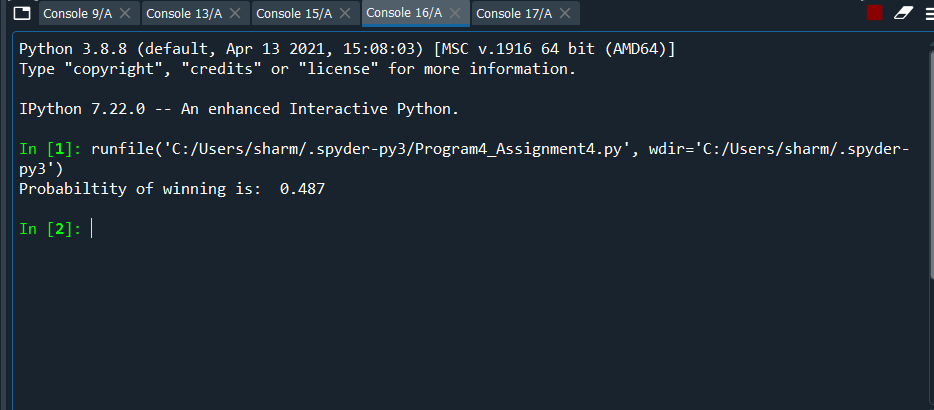 Console 9/A Console 13/A Console 15/A Console 16/A Console 17/A
Python 3.8.8 (default, Apr 13 2021, 15:08:03) [MSC v.1916 64 bit (AMD64)]
Type "copyright", "credits" or "license" for more information.
IPython 7.22.0 -- An enhanced Interactive Python.
In [1]: runfile('C:/Users/sharm/.spyder-py3/Program4_Assignment4.py', wdir='C:/Users/sharm/.spyder-
py3')
Probabiltity of winning is:  0.487
In [2]: